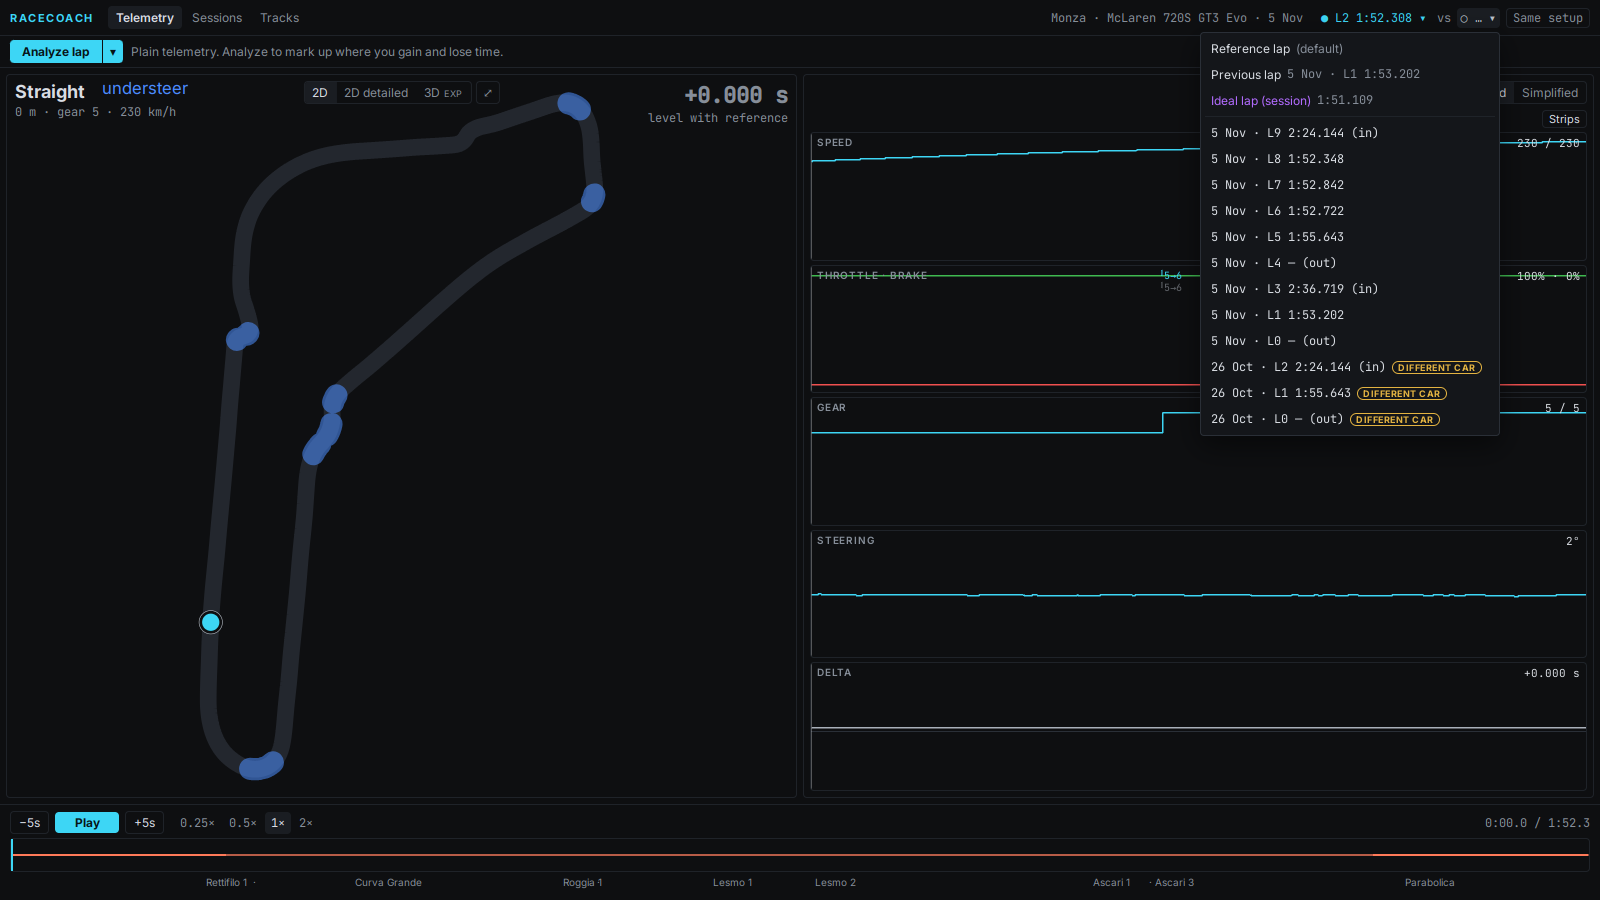 RACECOACH Telemetry Sessions Tracks Monza · McLaren 720S GT3 Evo · 5 Nov ● L2 1:52.308 ▾ vs ○ … ▾ Same setup
Analyze lap ▾ Plain telemetry. Analyze to mark up where you gain and lose time.
Straight understeer
0 m · gear 5 · 230 km/h
2D 2D detailed 3D EXP ⤢
+0.000 s
level with reference
Reference lap (default)
Previous lap 5 Nov · L1 1:53.202
Ideal lap (session) 1:51.109
5 Nov · L9 2:24.144 (in)
5 Nov · L8 1:52.348
5 Nov · L7 1:52.842
5 Nov · L6 1:52.722
5 Nov · L5 1:55.643
5 Nov · L4 — (out)
5 Nov · L3 2:36.719 (in)
5 Nov · L1 1:53.202
5 Nov · L0 — (out)
26 Oct · L2 2:24.144 (in) DIFFERENT CAR
26 Oct · L1 1:55.643 DIFFERENT CAR
26 Oct · L0 — (out) DIFFERENT CAR
d Simplified
Strips
SPEED 230 / 230
THROTTLE · BRAKE 5→6 100% · 0%
5→6
GEAR 5 / 5
STEERING 2°
DELTA +0.000 s
−5s Play +5s 0.25× 0.5× 1× 2× 0:00.0 / 1:52.3
Rettifilo 1 · Curva Grande Roggia 1 Lesmo 1 Lesmo 2 Ascari 1 · Ascari 3 Parabolica